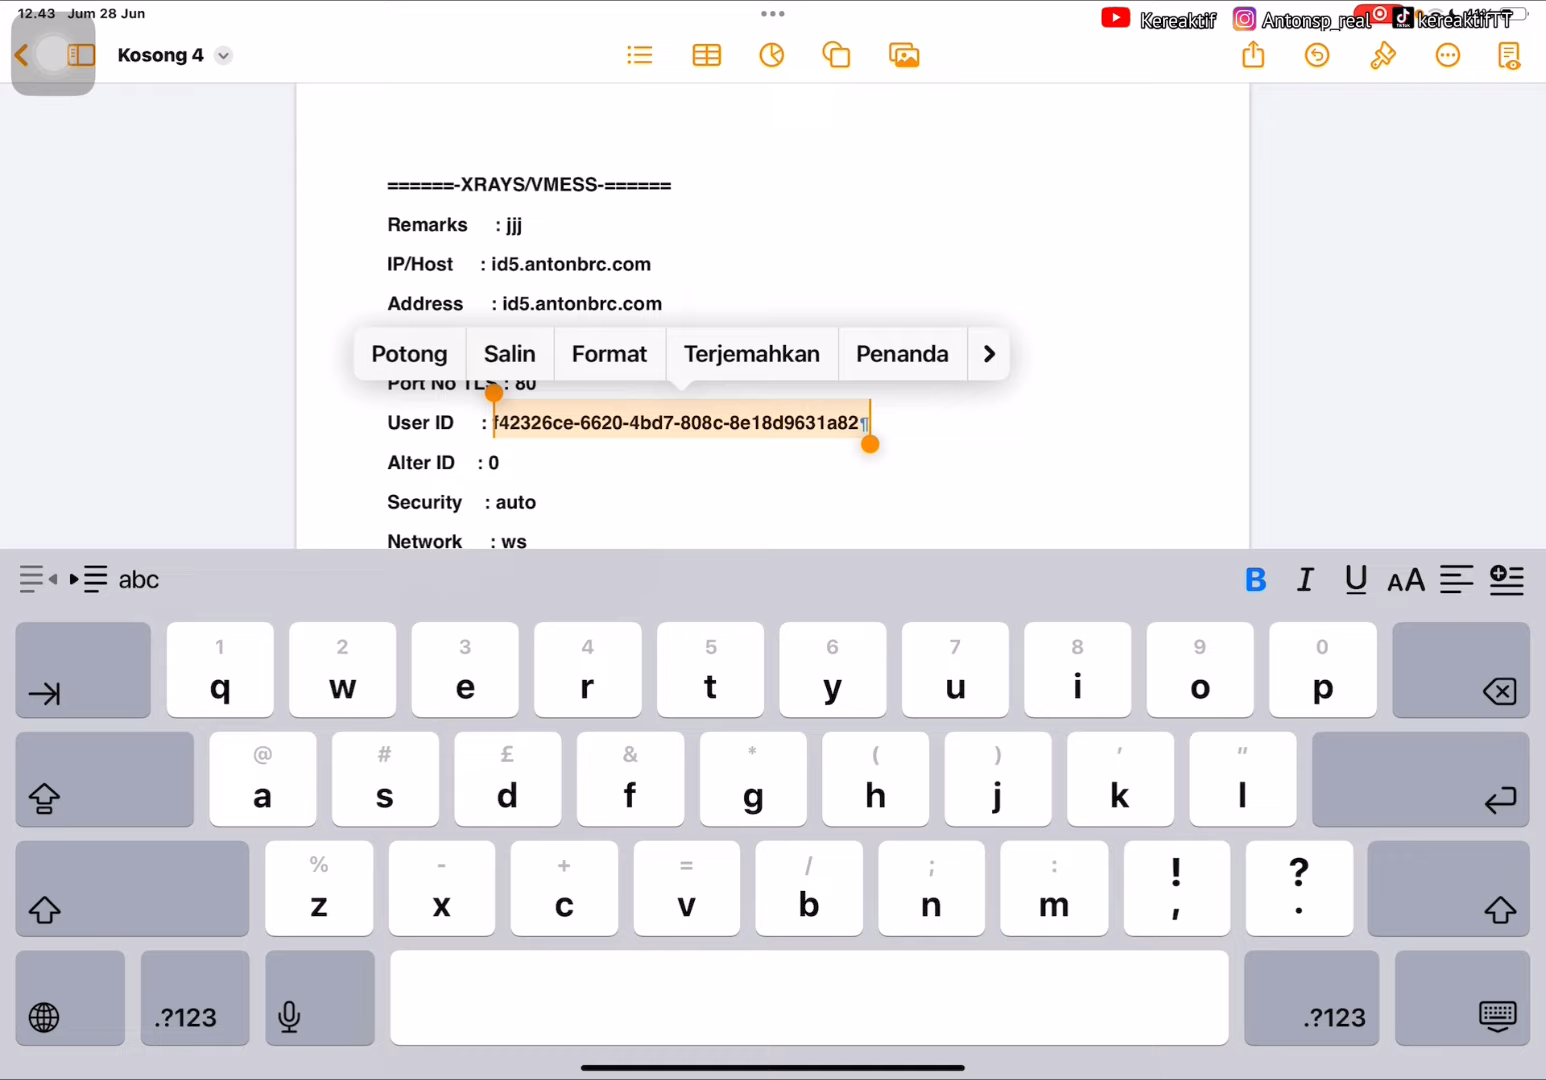 12.43 Jum 28 Jun
Kereaktif Antonsp_real kereaktifTT
Kosong 4
======-XRAYS/VMESS-======
Remarks : jjj
IP/Host : id5.antonbrc.com
Address : id5.antonbrc.com
Potong Salin Format Terjemahkan Penanda
Port No TLS : 80
User ID : f42326ce-6620-4bd7-808c-8e18d9631a82¶
Alter ID : 0
Security : auto
Network : ws
abc B I U AA
1 2 3 4 5 6 7 8 9 0
q w e r t y u i o p
@ # £ & * ( ) ' "
a s d f g h j k l
% - + = / ; : ! ?
z x c v b n m , .
.?123 .?123